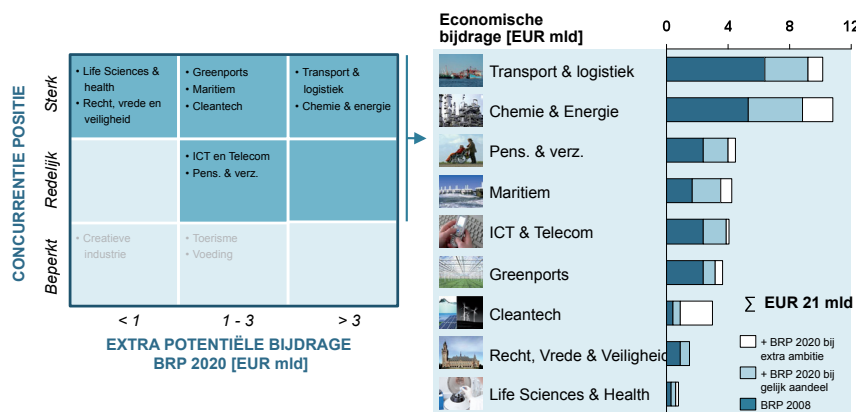 CONCURRENTIE POSITIE
Sterk
Redelijk
Beperkt
• Life Sciences &
health
• Recht, vrede en
veiligheid
• Greenports
• Maritiem
• Cleantech
• Transport &
logistiek
• Chemie & energie
• ICT en Telecom
• Pens. & verz.
• Creatieve
industrie
• Toerisme
• Voeding
< 1
1 - 3
> 3
EXTRA POTENTIËLE BIJDRAGE
BRP 2020 [EUR mld]
Economische
bijdrage [EUR mld]
0
4
8
12
Transport & logistiek
Chemie & Energie
Pens. & verz.
Maritiem
ICT & Telecom
Greenports
Cleantech
Recht, Vrede & Veiligheid
Life Sciences & Health
∑ EUR 21 mld
+ BRP 2020 bij
extra ambitie
+ BRP 2020 bij
gelijk aandeel
BRP 2008